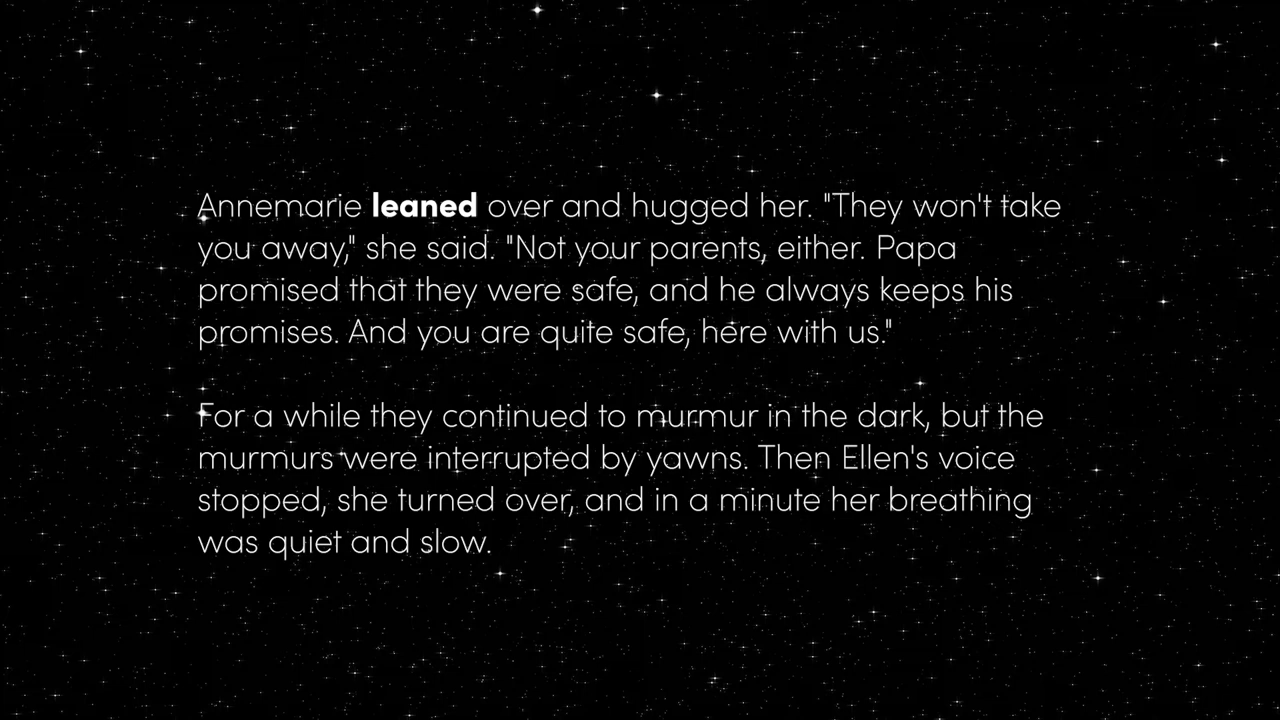 Annemarie leaned over and hugged her. "They won't take
you away," she said. "Not your parents, either. Papa
promised that they were safe, and he always keeps his
promises. And you are quite safe, here with us."
For a while they continued to murmur in the dark, but the
murmurs were interrupted by yawns. Then Ellen's voice
stopped, she turned over, and in a minute her breathing
was quiet and slow.